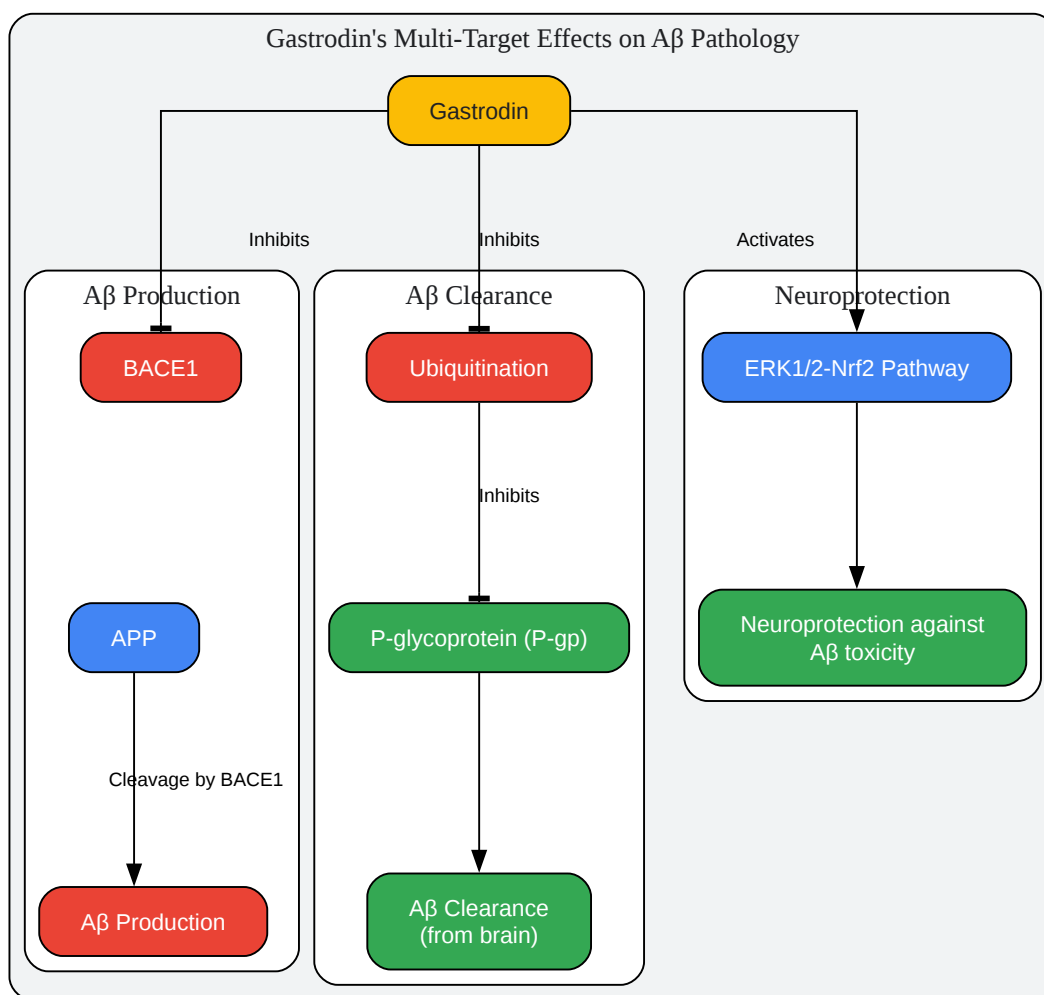 Gastrodin's Multi-Target Effects on Aβ Pathology
Gastrodin
Inhibits
Inhibits
Activates
Aβ Production
Aβ Clearance
Neuroprotection
BACE1
Ubiquitination
ERK1/2-Nrf2 Pathway
Inhibits
APP
P-glycoprotein (P-gp)
Neuroprotection against
Aβ toxicity
Cleavage by BACE1
Aβ Production
Aβ Clearance
(from brain)